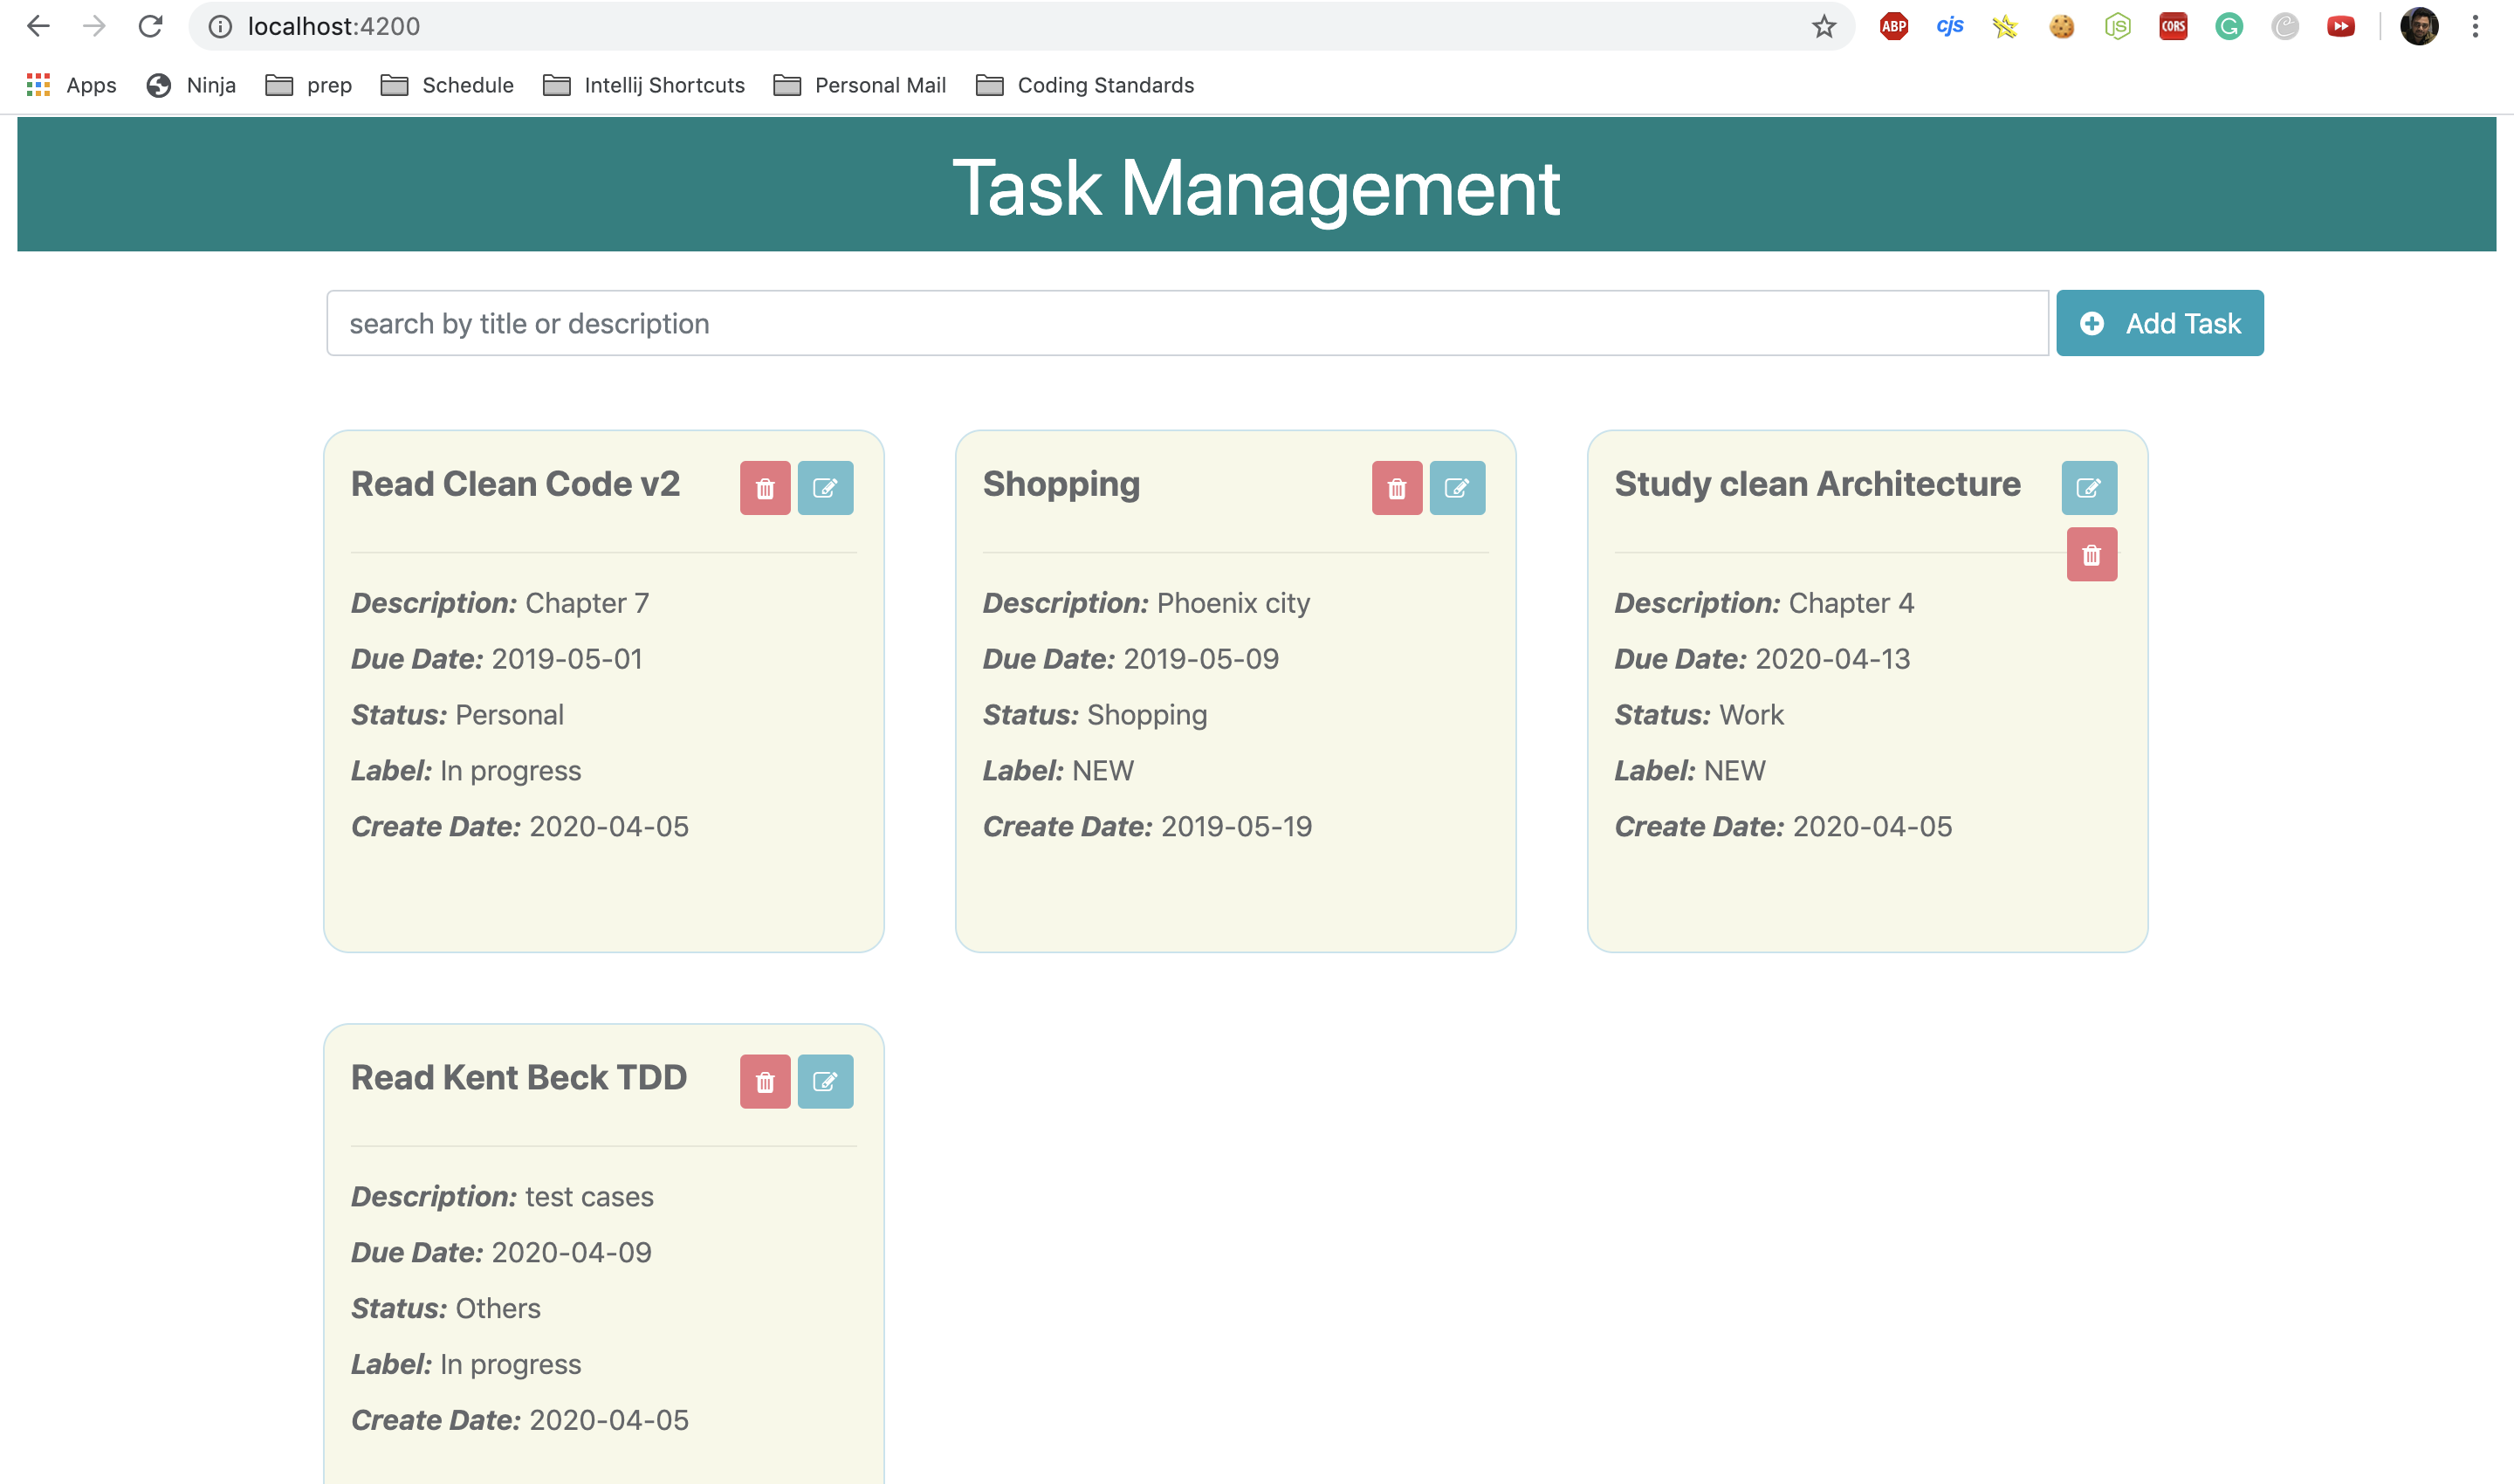 localhost:4200
ABP cjs JS CORS G
Apps Ninja prep Schedule Intellij Shortcuts Personal Mail Coding Standards
Task Management
search by title or description Add Task
Read Clean Code v2
Description: Chapter 7
Due Date: 2019-05-01
Status: Personal
Label: In progress
Create Date: 2020-04-05
Shopping
Description: Phoenix city
Due Date: 2019-05-09
Status: Shopping
Label: NEW
Create Date: 2019-05-19
Study clean Architecture
Description: Chapter 4
Due Date: 2020-04-13
Status: Work
Label: NEW
Create Date: 2020-04-05
Read Kent Beck TDD
Description: test cases
Due Date: 2020-04-09
Status: Others
Label: In progress
Create Date: 2020-04-05